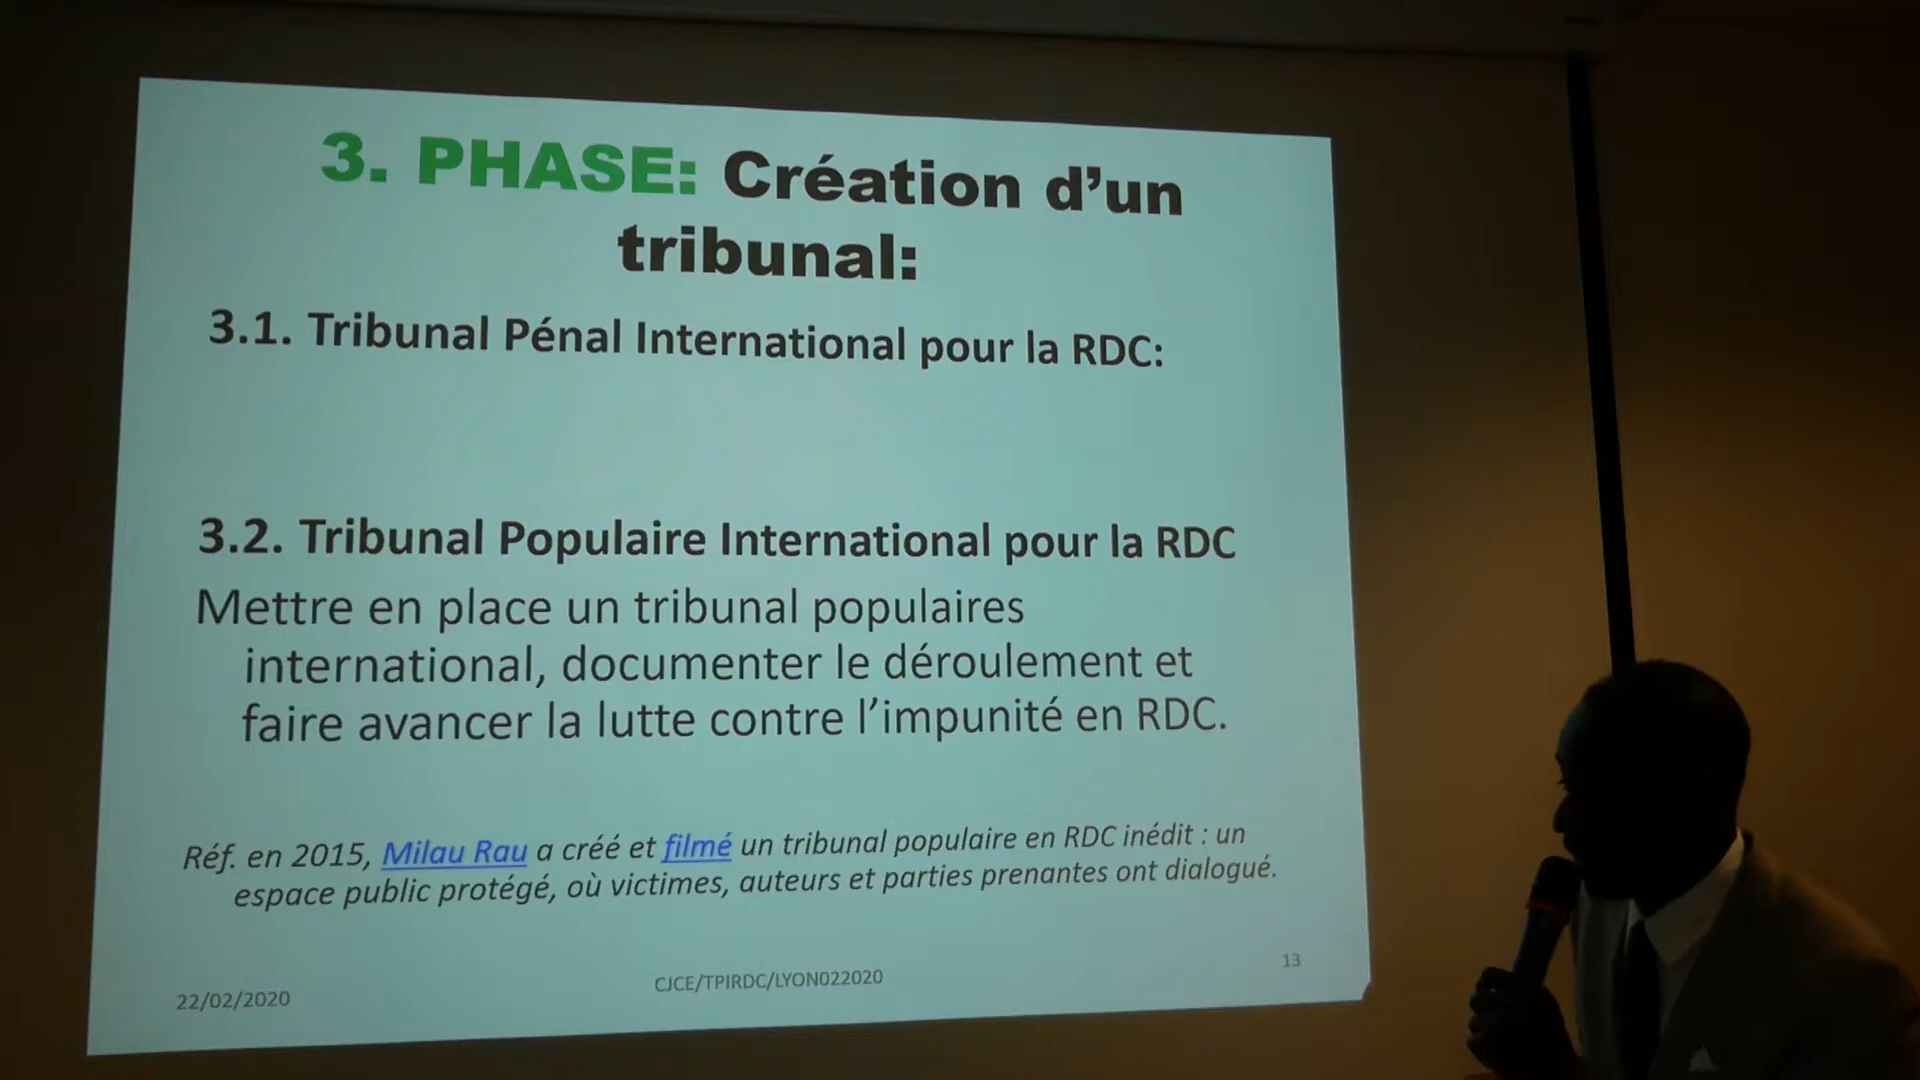 3. PHASE: Création d’un
tribunal:
3.1. Tribunal Pénal International pour la RDC:
3.2. Tribunal Populaire International pour la RDC
Mettre en place un tribunal populaires
international, documenter le déroulement et
faire avancer la lutte contre l’impunité en RDC.
Réf. en 2015, Milau Rau a créé et filmé un tribunal populaire en RDC inédit : un
espace public protégé, où victimes, auteurs et parties prenantes ont dialogué.
22/02/2020
CJCE/TPIRDC/LYON022020
13